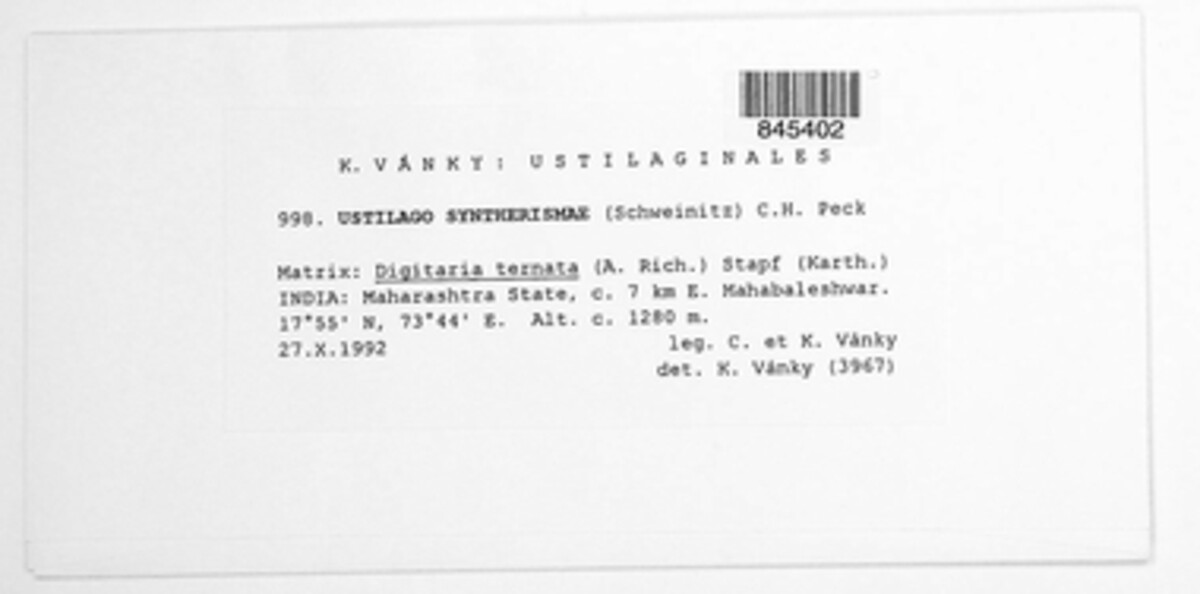 845402
K. VÁNKY: USTILAGINALES
998. USTILAGO SYNTHERISMAE (Schweinitz) C.H. Peck
Matrix: Digitaria ternata (A. Rich.) Stapf (Karth.)
INDIA: Maharashtra State, c. 7 km E. Mahabaleshwar.
17°55' N, 73°44' E. Alt. c. 1280 m.
27.X.1992 leg. C. et K. Vánky
det. K. Vánky (3967)